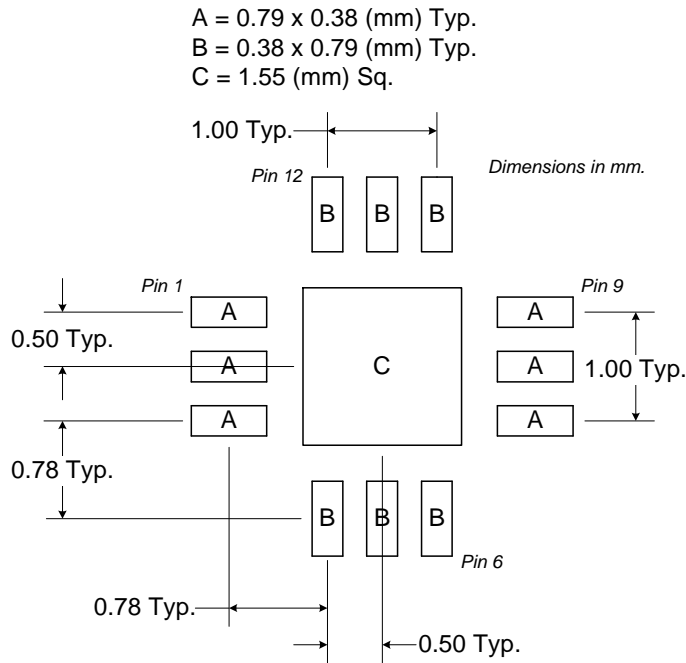 A = 0.79 x 0.38 (mm) Typ.
B = 0.38 x 0.79 (mm) Typ.
C = 1.55 (mm) Sq.
1.00 Typ.
Dimensions in mm.
Pin 12
B B B
Pin 1
Pin 9
A A
0.50 Typ.
A C A
1.00 Typ.
A A
0.78 Typ.
B B B
Pin 6
0.78 Typ.
0.50 Typ.